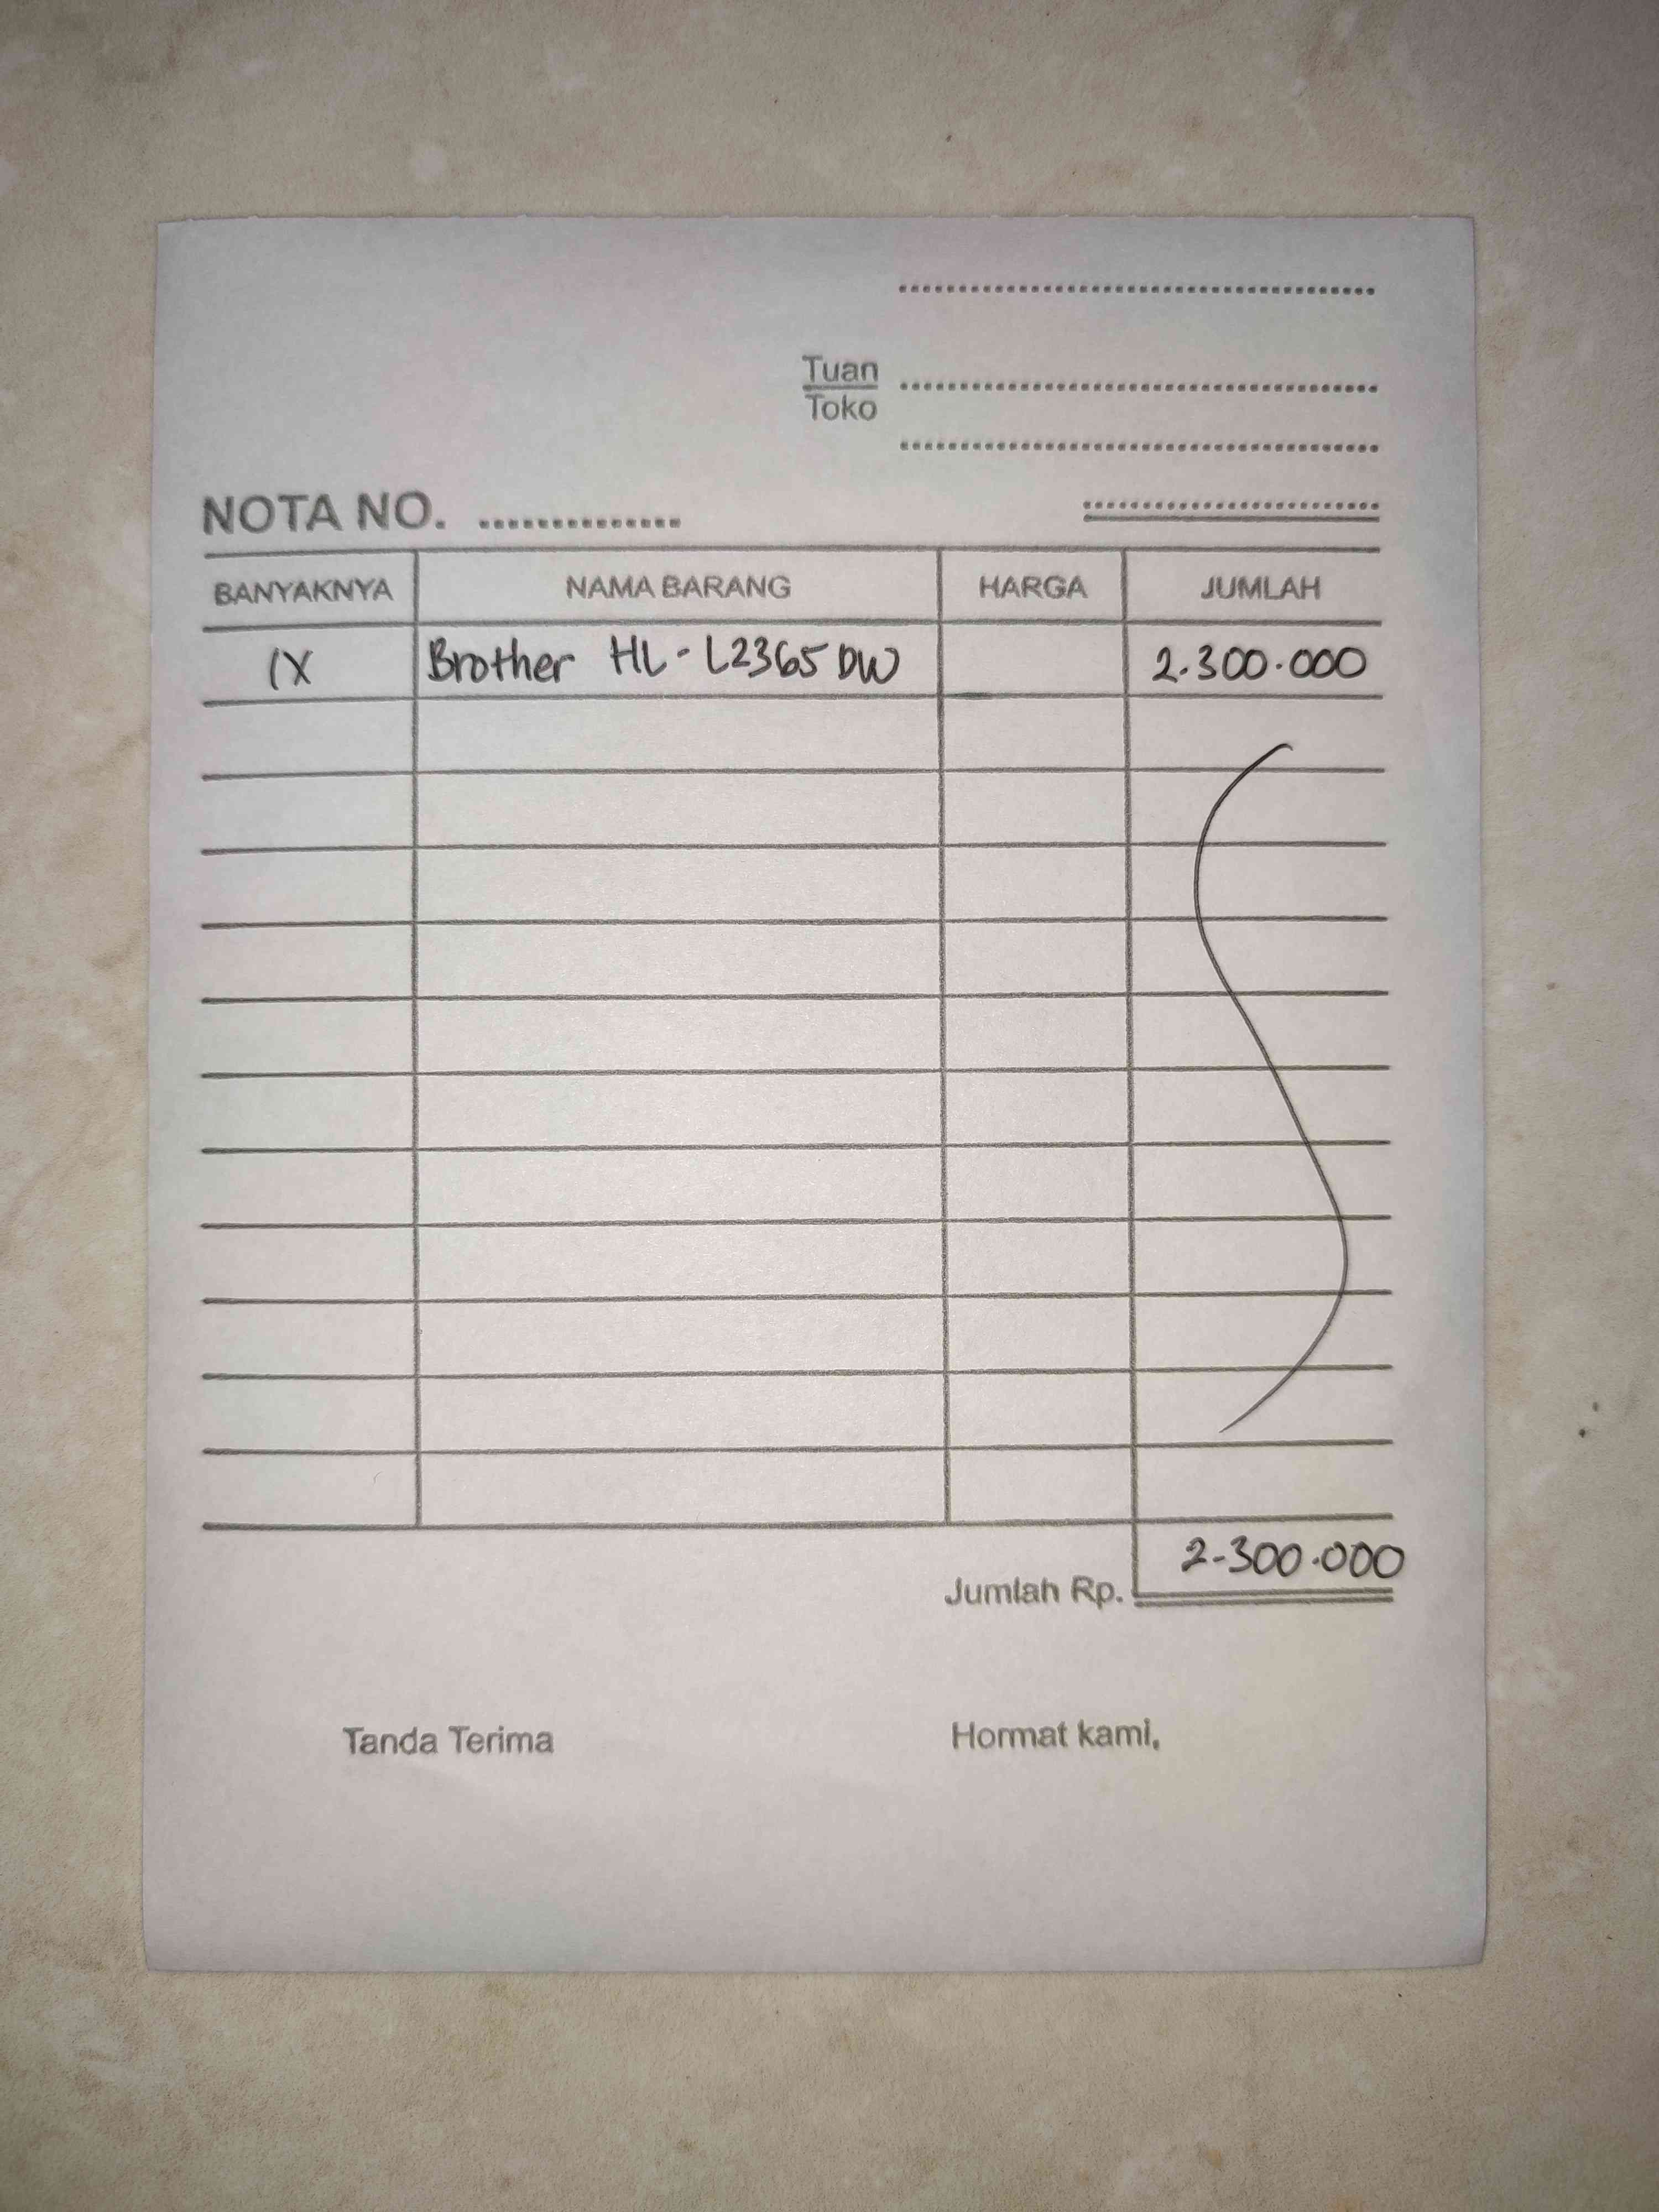 Tuan
Toko
NOTA NO.
BANYAKNYA NAMA BARANG HARGA JUMLAH
1X Brother HL-L2365DW 2.300.000
2.300.000
Jumlah Rp.
Tanda Terima Hormat kami,